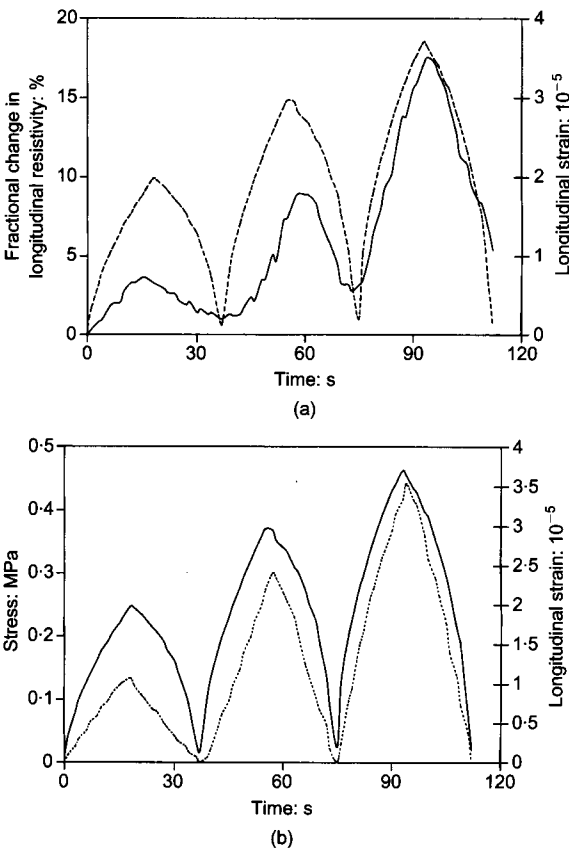 Fractional change in
longitudinal resistivity: %
20
15
10
5
0
0 30 60 90 120
Time: s
4
3
2
1
0
Longitudinal strain: 10⁻⁵
(a)
Stress: MPa
0·5
0·4
0·3
0·2
0·1
0
0 30 60 90 120
Time: s
4
3·5
3
2·5
2
1·5
1
0·5
0
Longitudinal strain: 10⁻⁵
(b)